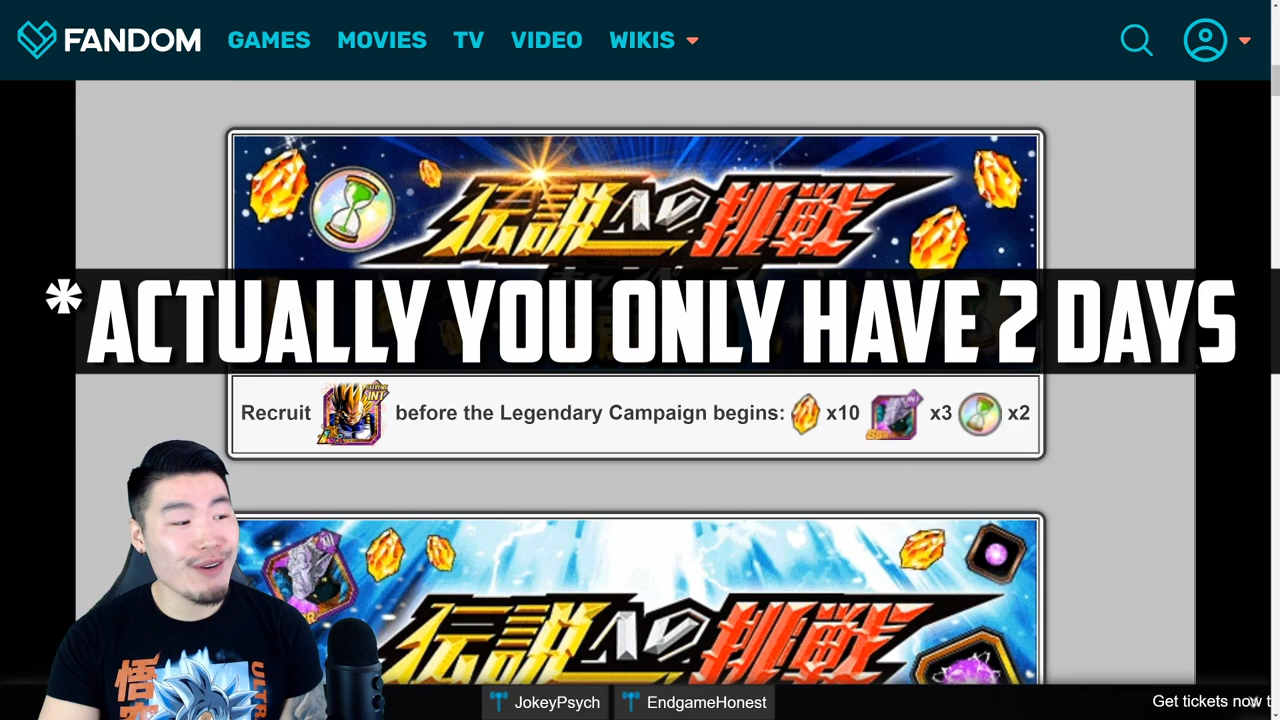 FANDOM GAMES MOVIES TV VIDEO WIKIS
伝説への挑戦
*ACTUALLY YOU ONLY HAVE 2 DAYS
Recruit before the Legendary Campaign begins: x10 x3 x2
伝説への挑戦
悟
ULTR
JokeyPsych EndgameHonest Get tickets now t